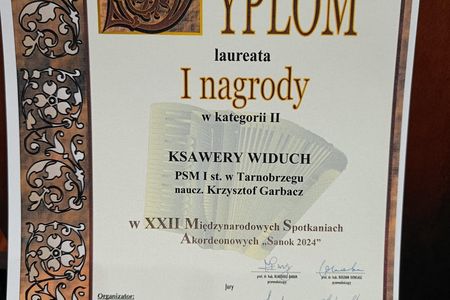 DYPLOM
laureata
I nagrody
w kategorii II
KSAWERY WIDUCH
PSM I st. w Tarnobrzegu
naucz. Krzysztof Garbacz
w XXII Międzynarodowych Spotkaniach
Akordeonowych „Sanok 2024”
Jury
Organizator: